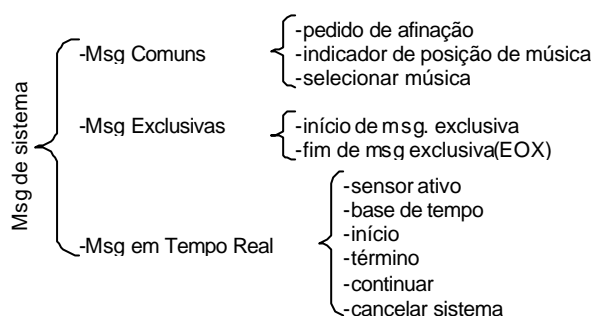 Msg de sistema
-Msg Comuns
-pedido de afinação
-indicador de posição de música
-selecionar música
-Msg Exclusivas
-início de msg. exclusiva
-fim de msg exclusiva(EOX)
-Msg em Tempo Real
-sensor ativo
-base de tempo
-início
-término
-continuar
-cancelar sistema